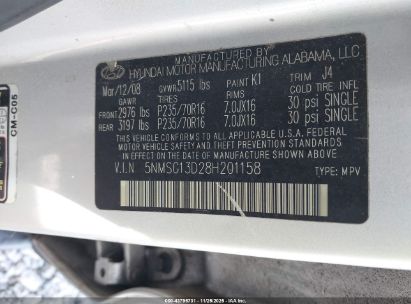 MANUFACTURED BY
HYUNDAI MOTOR MANUFACTURING ALABAMA, LLC
Mar/12/08 GVWR 5115 lbs PAINT K1 TRIM J4
GAWR TIRES RIMS COLD TIRE INFL
FRONT 2976 lbs P235/70R16 7.0JX16 30 psi SINGLE
REAR 3197 lbs P235/70R16 7.0JX16 30 psi SINGLE
THIS VEHICLE CONFORMS TO ALL APPLICABLE U.S. FEDERAL
MOTOR VEHICLE SAFETY AND THEFT PREVENTION STANDARDS
IN EFFECT ON THE DATE OF MANUFACTURE SHOWN ABOVE.
V.I.N 5NMSG13D28H201158 TYPE: MPV
CM-C05